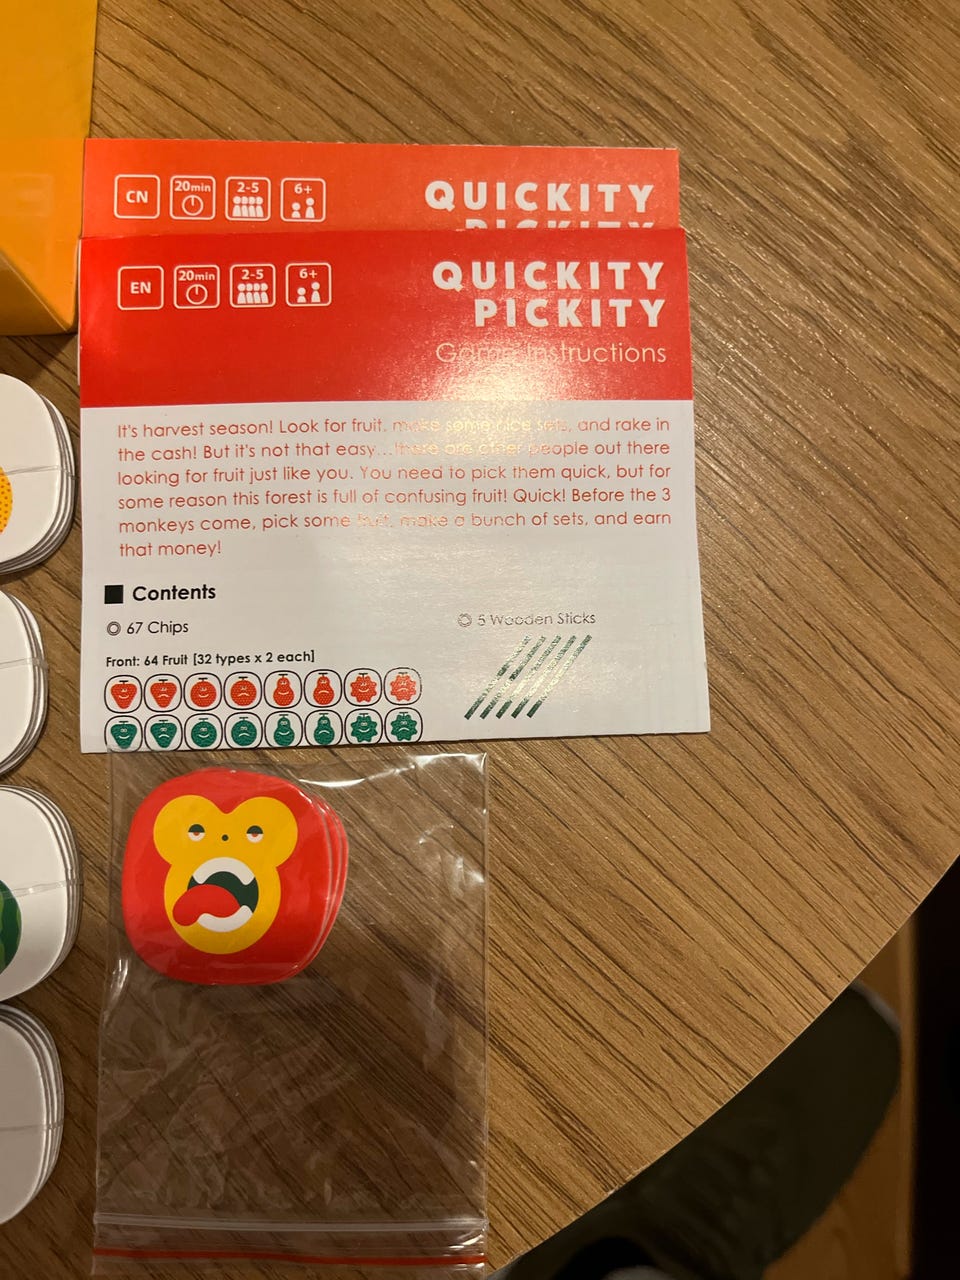 CN
20min
2-5
6+
QUICKITY
PICKITY
EN
20min
2-5
6+
QUICKITY
PICKITY
Game Instructions
It's harvest season! Look for fruit, make some nice sets, and rake in
the cash! But it's not that easy...there are other people out there
looking for fruit just like you. You need to pick them quick, but for
some reason this forest is full of confusing fruit! Quick! Before the 3
monkeys come, pick some fruit, make a bunch of sets, and earn
that money!
■ Contents
◎ 67 Chips
◎ 5 Wooden Sticks
Front: 64 Fruit [32 types x 2 each]